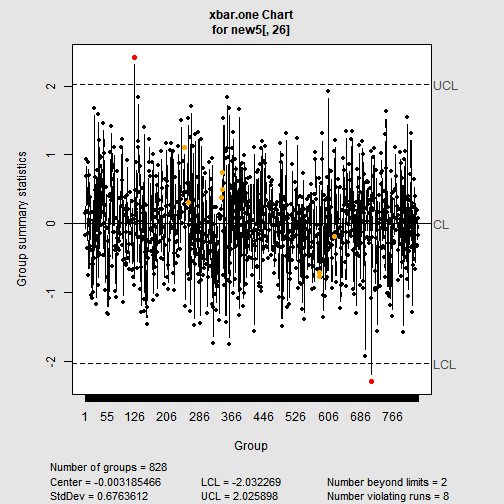 xbar.one Chart
for new5[, 26]
Group summary statistics
2
1
0
-1
-2
UCL
CL
LCL
1 55 126 206 286 366 446 526 606 686 766
Group
Number of groups = 828
Center = -0.003185466 LCL = -2.032269 Number beyond limits = 2
StdDev = 0.6763612 UCL = 2.025898 Number violating runs = 8